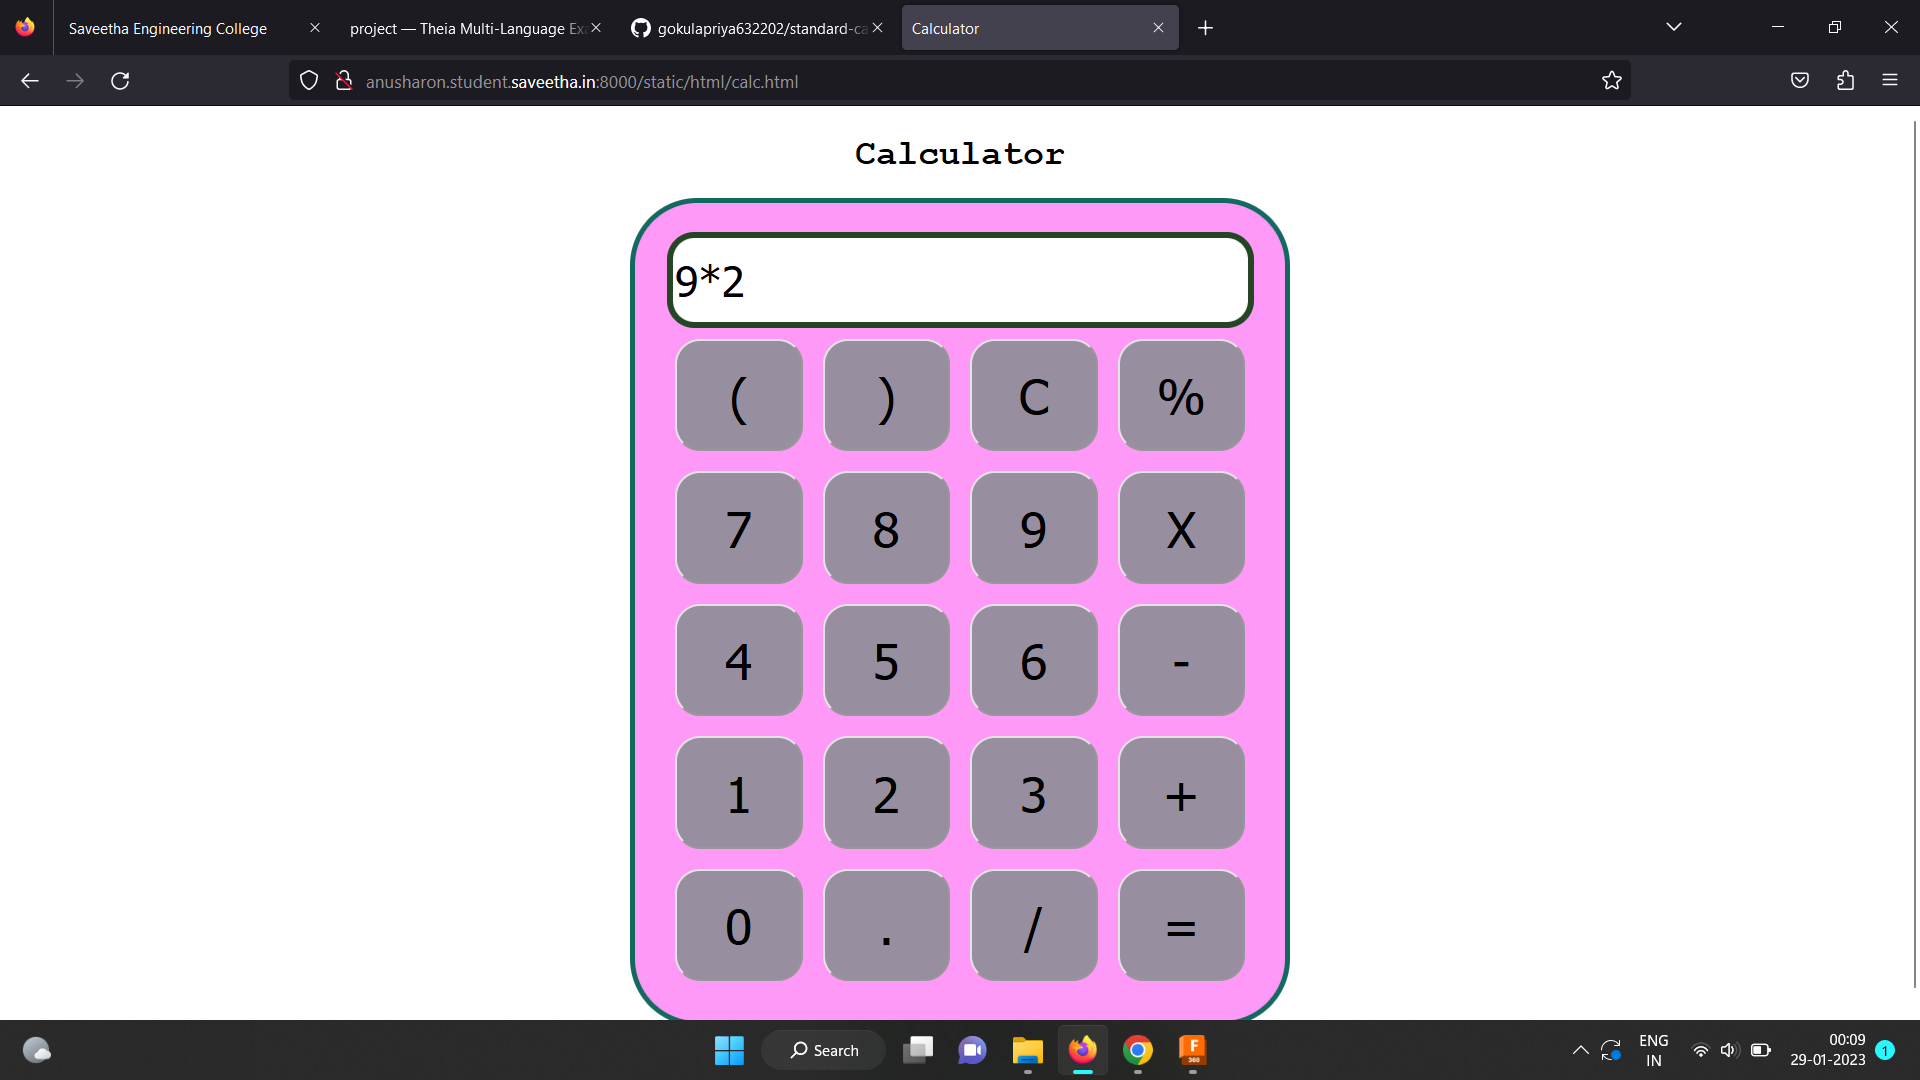 Saveetha Engineering College
project — Theia Multi-Language Ex
gokulapriya632202/standard-ca
Calculator
anusharon.student.saveetha.in:8000/static/html/calc.html
Calculator
9*2
( ) C %
7 8 9 X
4 5 6 -
1 2 3 +
0 . / =
Search
F
360
ENG
IN
00:09
29-01-2023
1